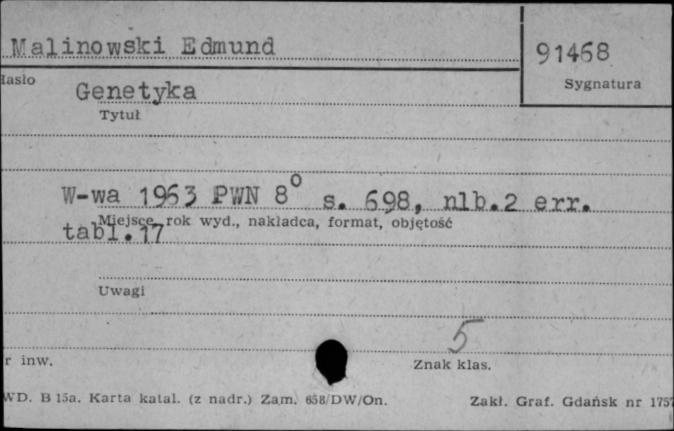 Malinowski Edmund
91468
Hasło
Sygnatura
Genetyka
Tytuł
W-wa 1963 PWN 8° s. 698, nlb.2 err.
Miejsce, rok wyd., nakładca, format, objętość
tabl.17
Uwagi
5
r inw.
Znak klas.
WD. B 15a. Karta katal. (z nadr.) Zam. 658/DW/On.
Zakł. Graf. Gdańsk nr 1757